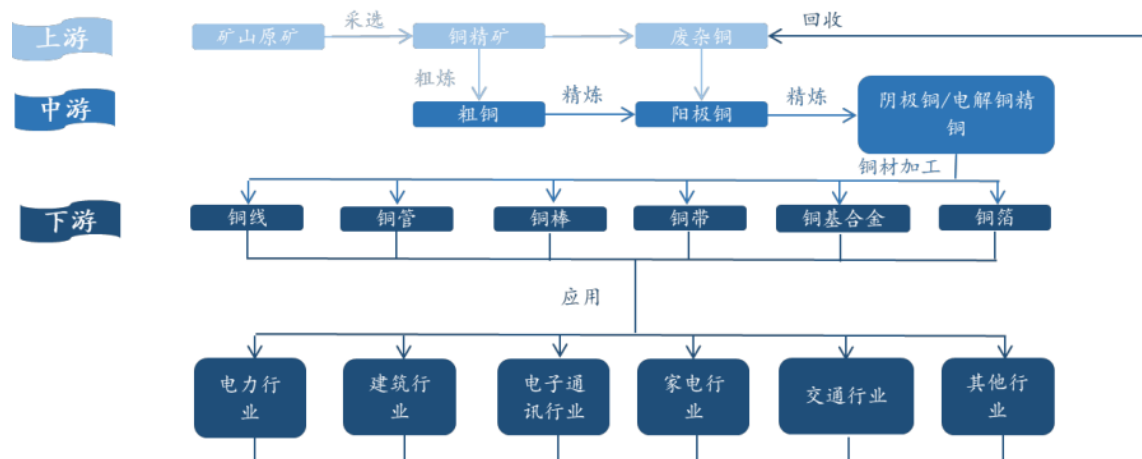 采选
回收
上游
矿山原矿
铜精矿
废杂铜
粗炼
中游
精炼
精炼
粗铜
阳极铜
阴极铜/电解铜精
铜
铜材加工
下游
铜线
铜管
铜棒
铜带
铜基合金
铜箔
应用
电力行
业
建筑行
业
电子通
讯行业
家电行
业
交通行业
其他行
业